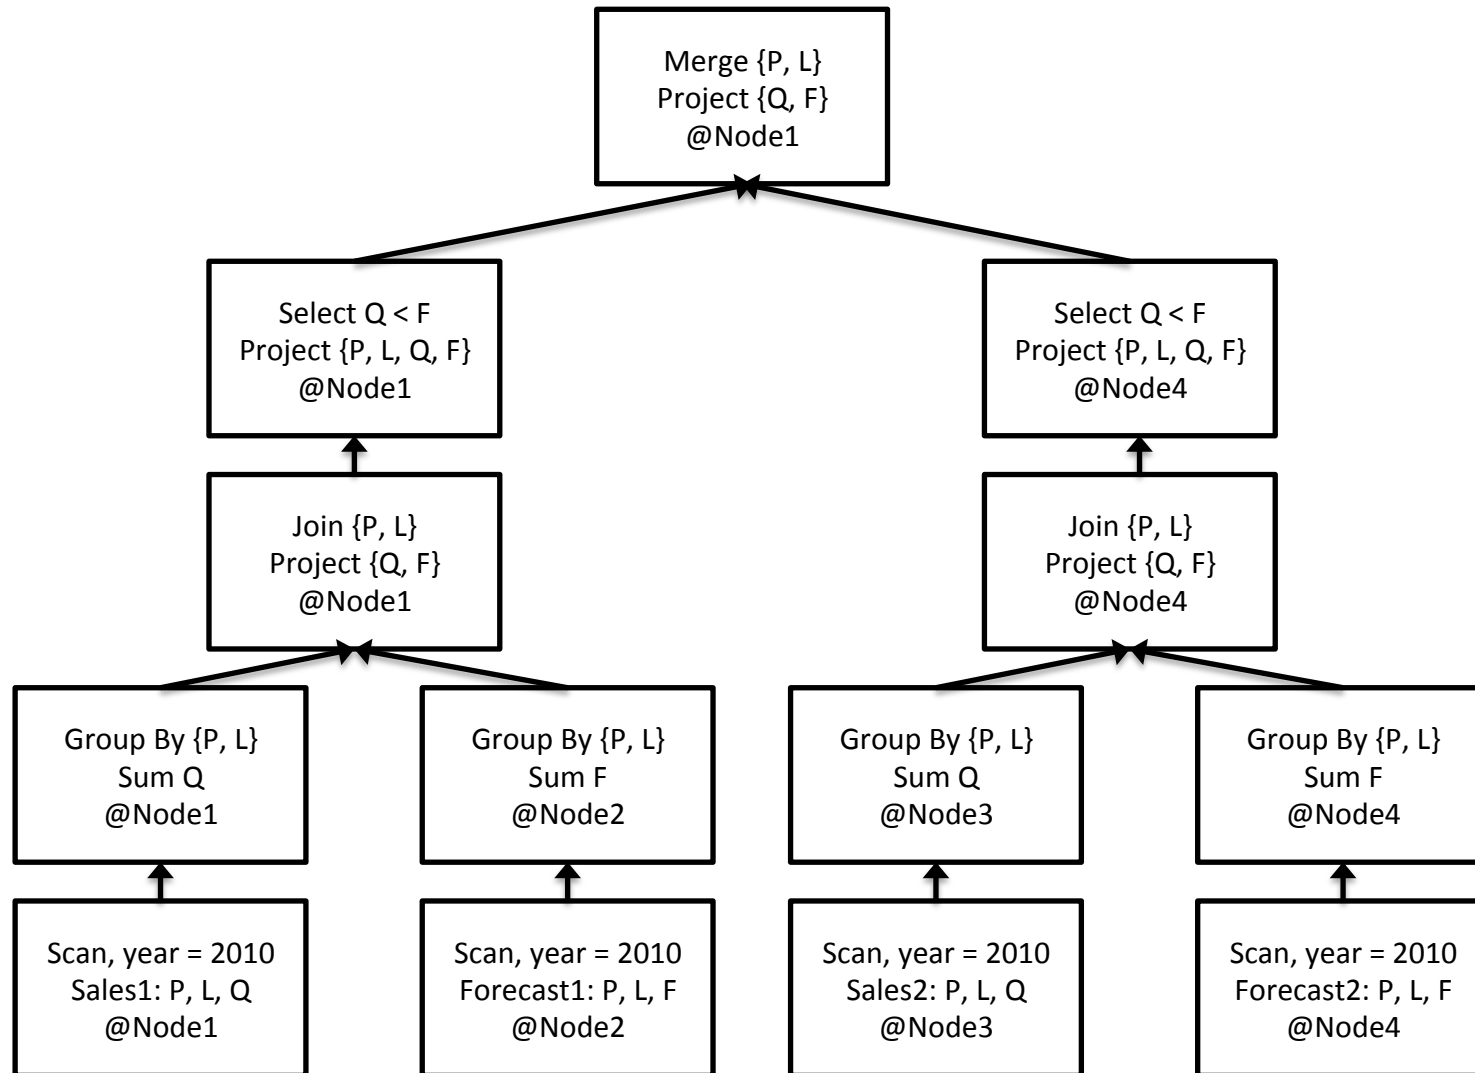 Merge {P, L}
Project {Q, F}
@Node1
Select Q < F
Project {P, L, Q, F}
@Node1
Select Q < F
Project {P, L, Q, F}
@Node4
Join {P, L}
Project {Q, F}
@Node1
Join {P, L}
Project {Q, F}
@Node4
Group By {P, L}
Sum Q
@Node1
Group By {P, L}
Sum F
@Node2
Group By {P, L}
Sum Q
@Node3
Group By {P, L}
Sum F
@Node4
Scan, year = 2010
Sales1: P, L, Q
@Node1
Scan, year = 2010
Forecast1: P, L, F
@Node2
Scan, year = 2010
Sales2: P, L, Q
@Node3
Scan, year = 2010
Forecast2: P, L, F
@Node4